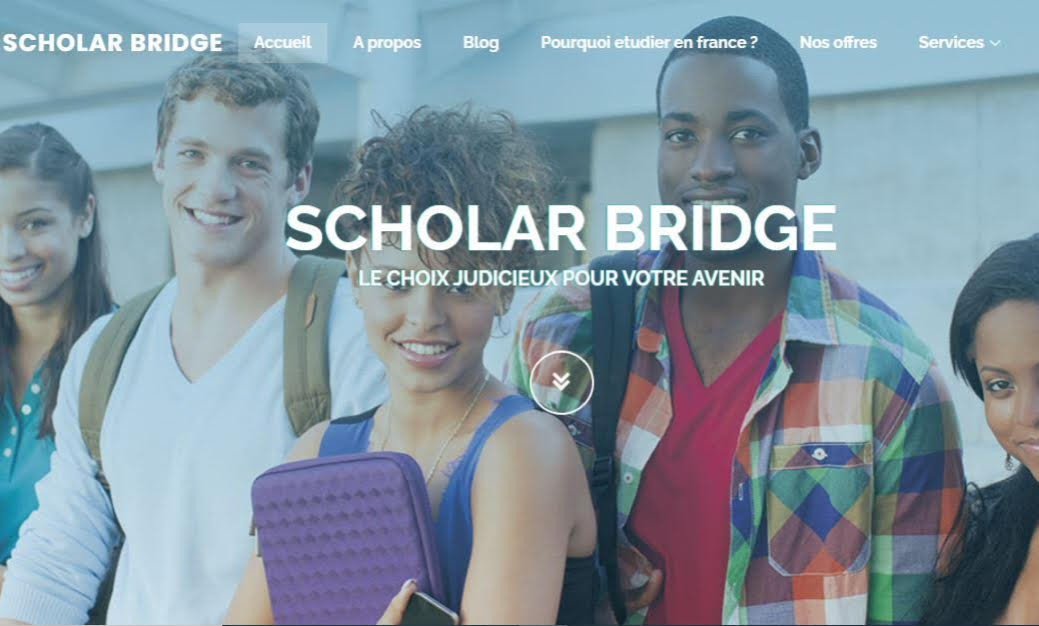 SCHOLAR BRIDGE Accueil A propos Blog Pourquoi etudier en france ? Nos offres Services
SCHOLAR BRIDGE
LE CHOIX JUDICIEUX POUR VOTRE AVENIR